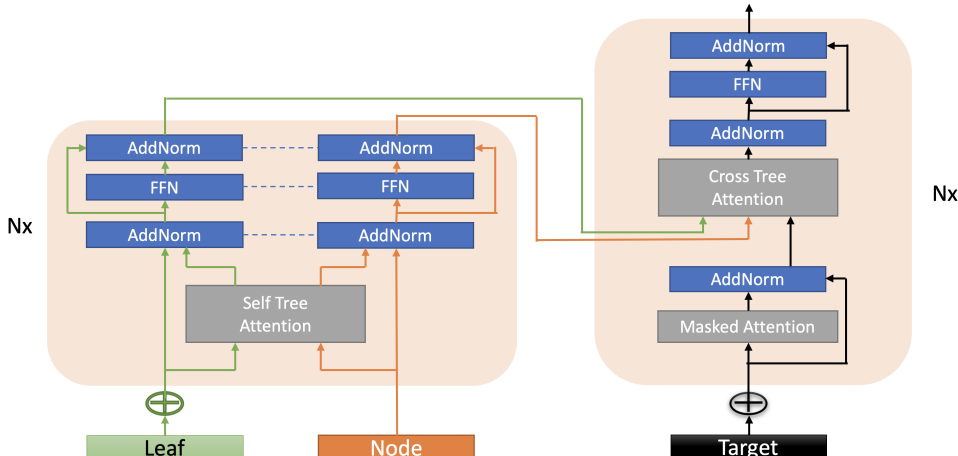 AddNorm
FFN
AddNorm
Cross Tree
Attention
AddNorm
Masked Attention
Target
Nx
AddNorm
AddNorm
FFN
FFN
AddNorm
AddNorm
Self Tree
Attention
Leaf
Node
Nx